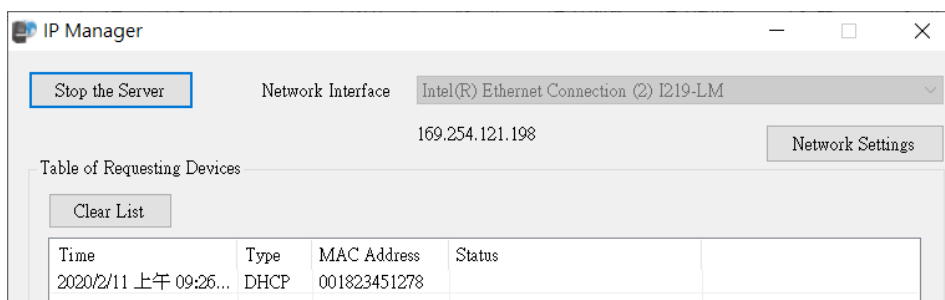 IP Manager
Stop the Server
Network Interface
Intel(R) Ethernet Connection (2) I219-LM
169.254.121.198
Network Settings
Table of Requesting Devices
Clear List
Time Type MAC Address Status
2020/2/11 上午 09:26... DHCP 001823451278